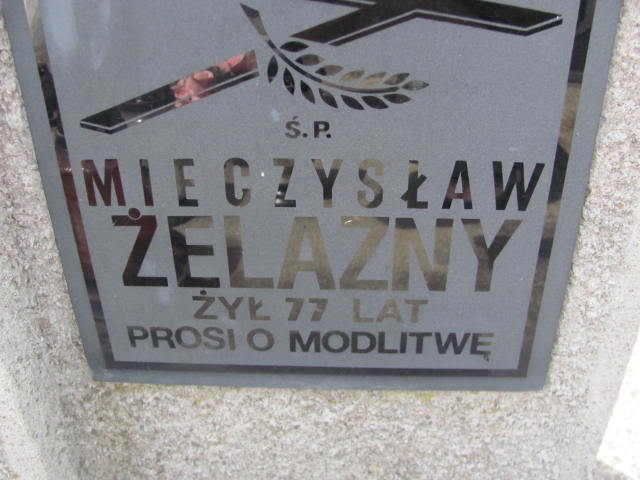 Ś.P.
MIECZYSŁAW
ŻELAZNY
ŻYŁ 77 LAT
PROSI O MODLITWĘ